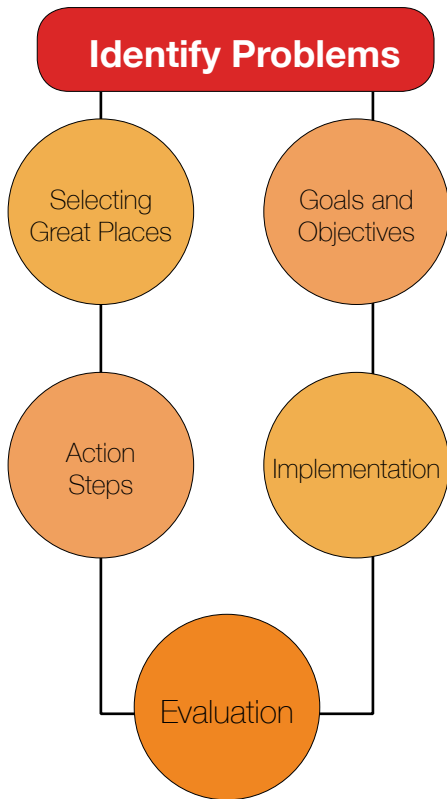 Identify Problems
Selecting
Great Places
Goals and
Objectives
Action
Steps
Implementation
Evaluation